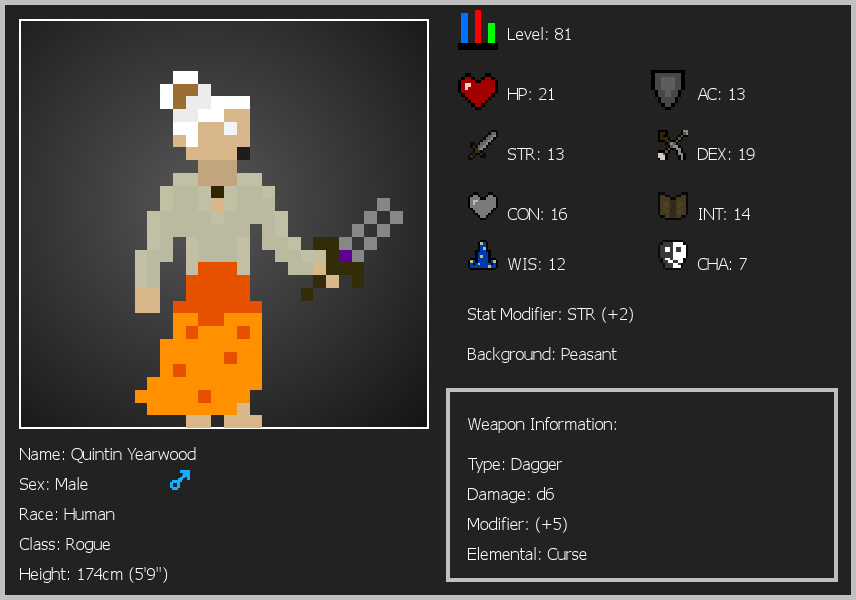 Level: 81
HP: 21
AC: 13
STR: 13
DEX: 19
CON: 16
INT: 14
WIS: 12
CHA: 7
Stat Modifier: STR (+2)
Background: Peasant
Weapon Information:
Type: Dagger
Damage: d6
Modifier: (+5)
Elemental: Curse
Name: Quintin Yearwood
Sex: Male
Race: Human
Class: Rogue
Height: 174cm (5'9")